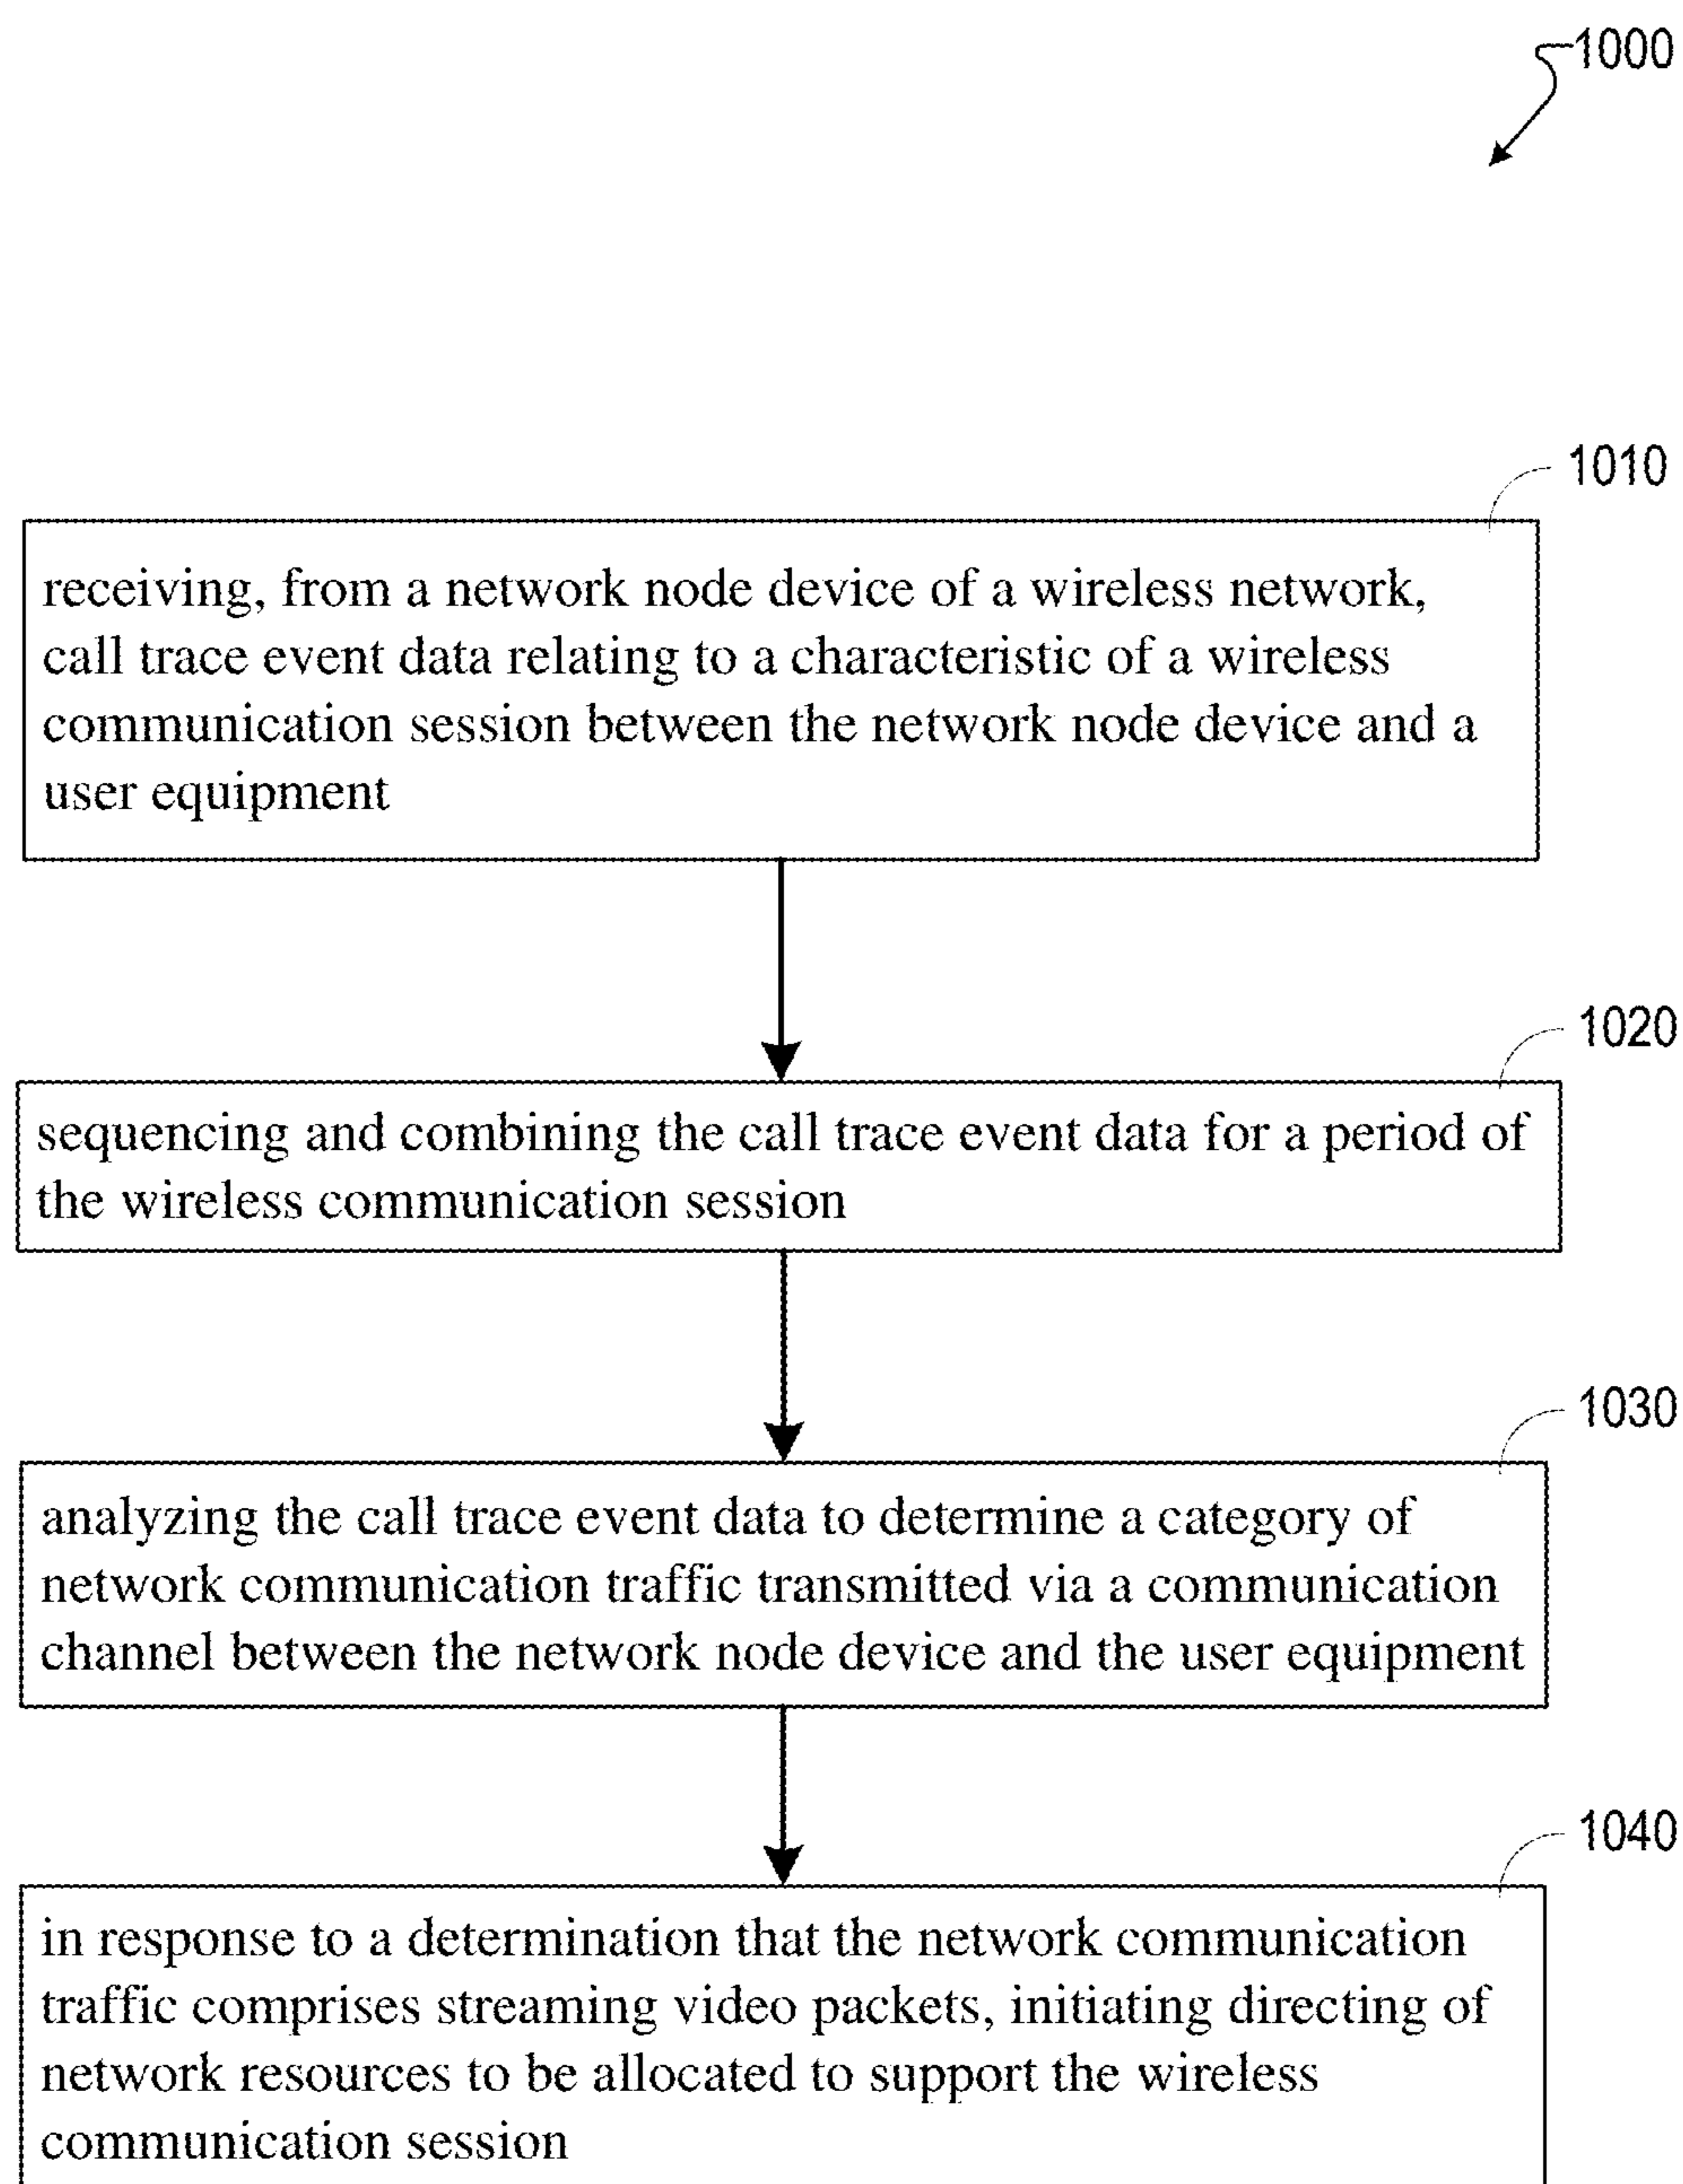 1000
1010
receiving, from a network node device of a wireless network,
call trace event data relating to a characteristic of a wireless
communication session between the network node device and a
user equipment
1020
sequencing and combining the call trace event data for a period of
the wireless communication session
1030
analyzing the call trace event data to determine a category of
network communication traffic transmitted via a communication
channel between the network node device and the user equipment
1040
in response to a determination that the network communication
traffic comprises streaming video packets, initiating directing of
network resources to be allocated to support the wireless
communication session